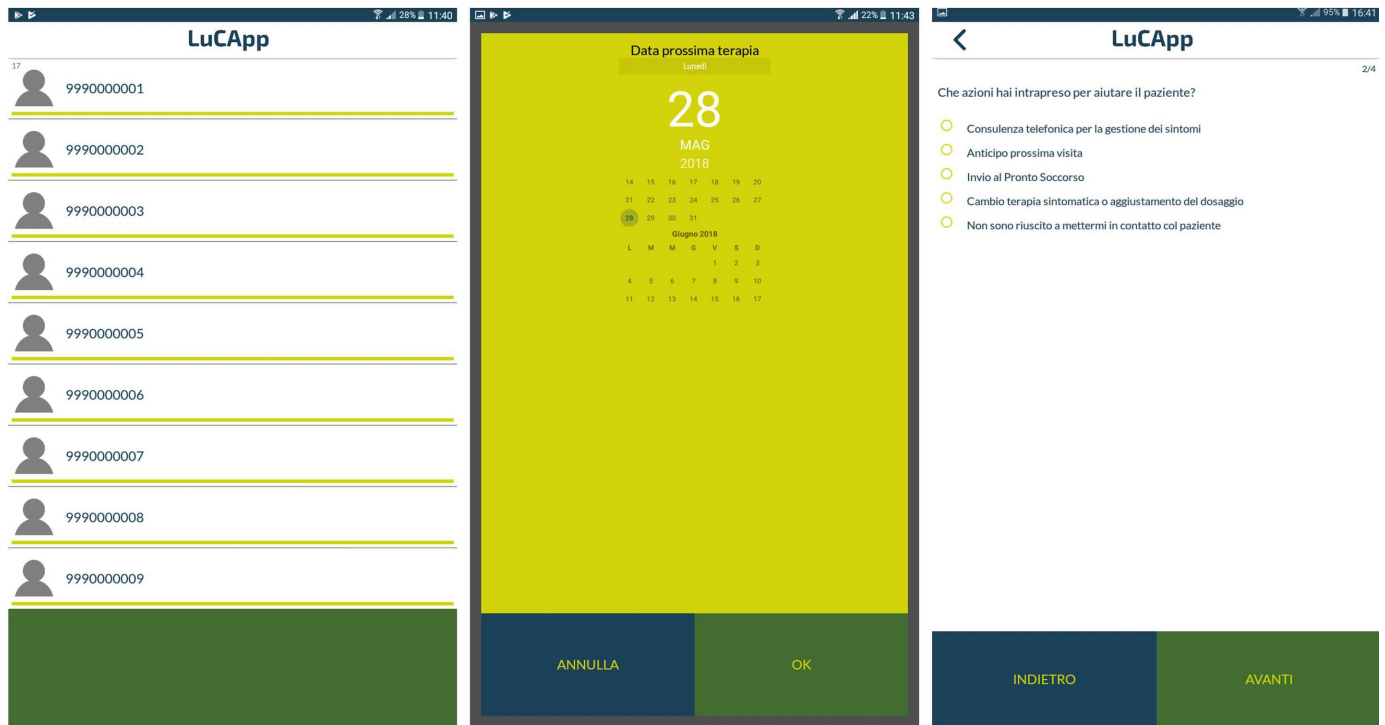 28% 11:40
LuCApp
17
9990000001
9990000002
9990000003
9990000004
9990000005
9990000006
9990000007
9990000008
9990000009
22% 11:43
Data prossima terapia
Lunedì
28
MAG
2018
14 15 16 17 18 19 20
21 22 23 24 25 26 27
28 29 30 31
Giugno 2018
L M M G V S D
1 2 3
4 5 6 7 8 9 10
11 12 13 14 15 16 17
ANNULLA OK
95% 16:41
LuCApp
2/4
Che azioni hai intrapreso per aiutare il paziente?
Consulenza telefonica per la gestione dei sintomi
Anticipo prossima visita
Invio al Pronto Soccorso
Cambio terapia sintomatica o aggiustamento del dosaggio
Non sono riuscito a mettermi in contatto col paziente
INDIETRO AVANTI